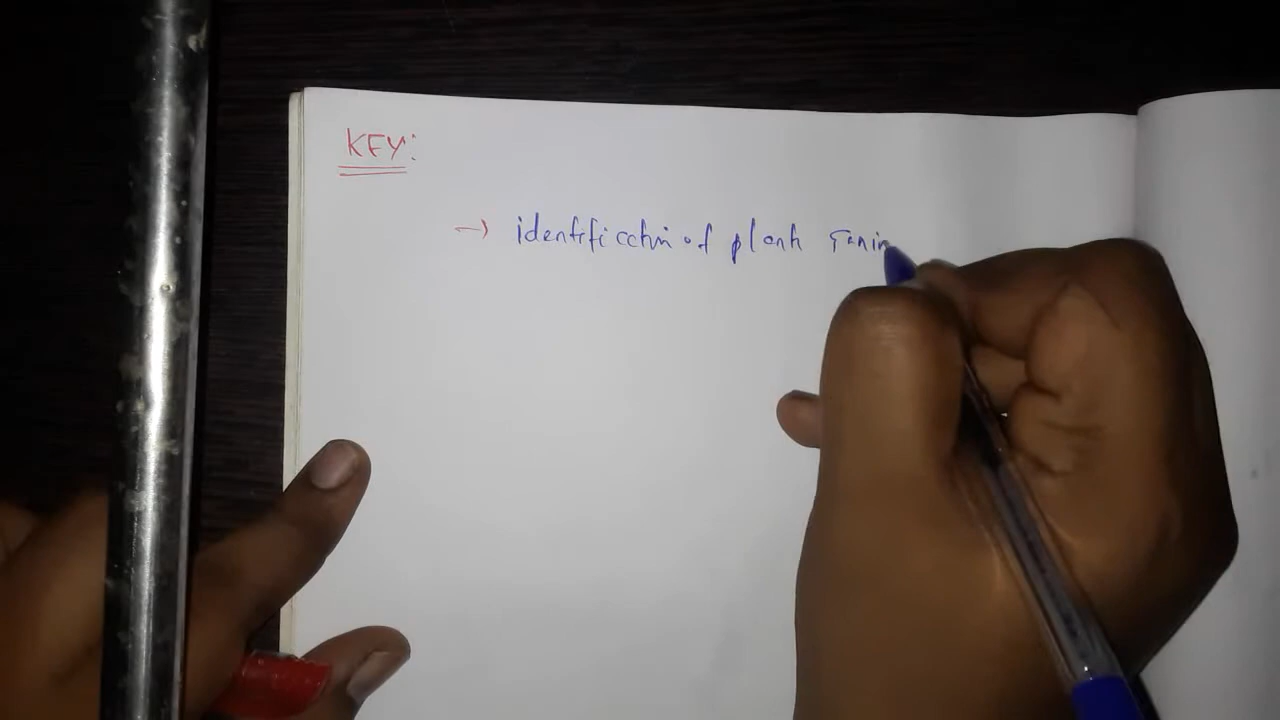 KEY:
→ identification of plant